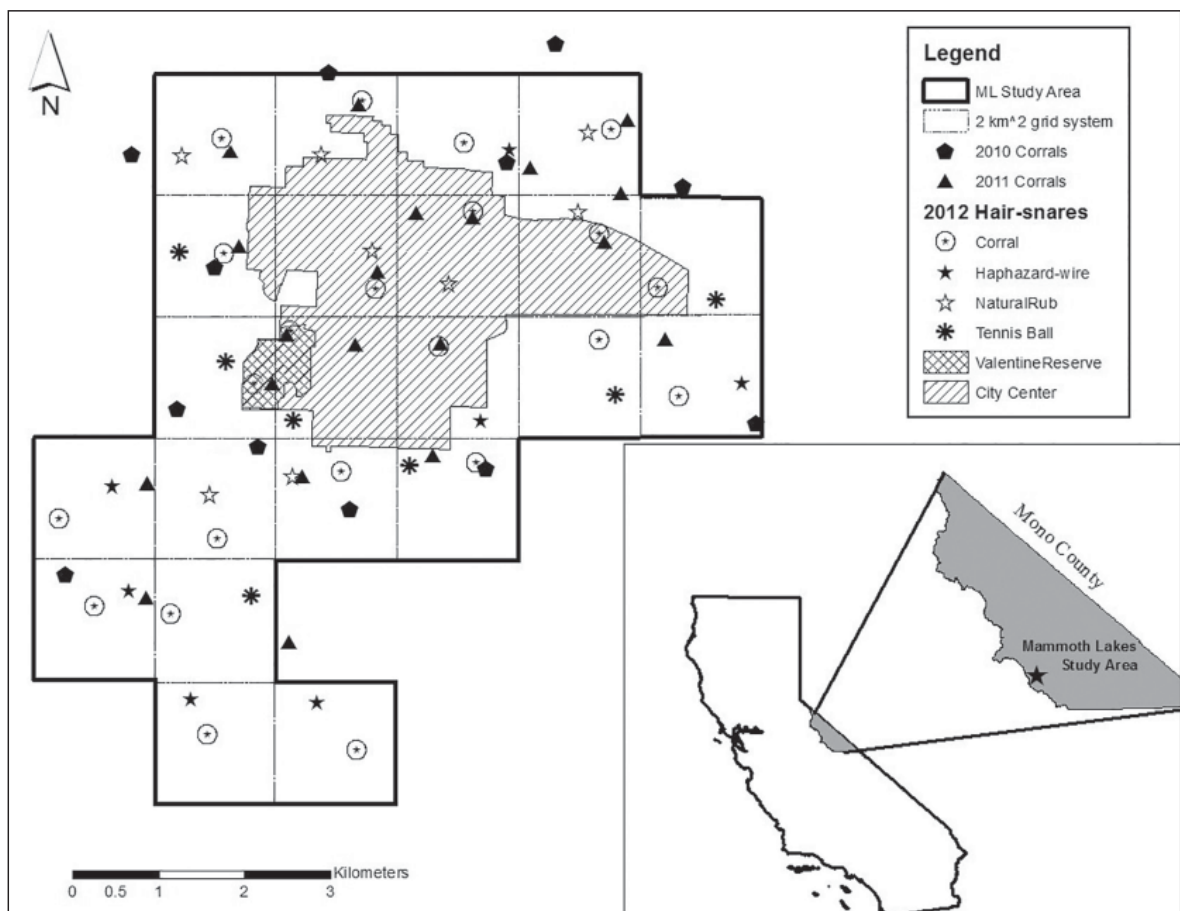 N
Legend
ML Study Area
2 km^2 grid system
2010 Corrals
2011 Corrals
2012 Hair-snares
Corral
Haphazard-wire
NaturalRub
Tennis Ball
ValentineReserve
City Center
Mono County
Mammoth Lakes
Study Area
Kilometers
0 0.5 1 2 3